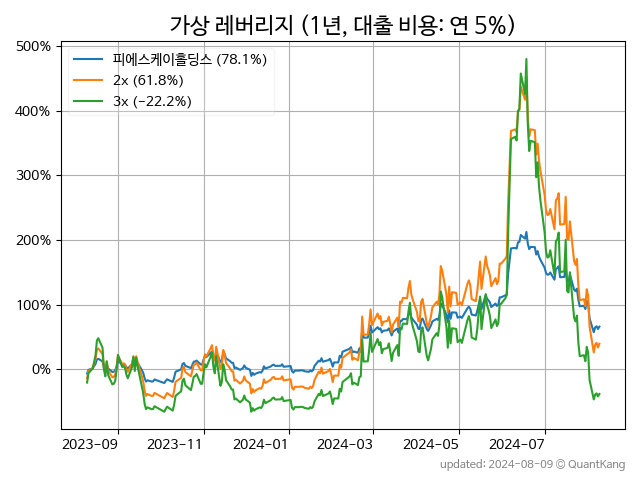 가상 레버리지 (1년, 대출 비용: 연 5%)
500%
400%
300%
200%
100%
0%
피에스케이홀딩스 (78.1%)
2x (61.8%)
3x (-22.2%)
2023-09
2023-11
2024-01
2024-03
2024-05
2024-07
updated: 2024-08-09 © QuantKang